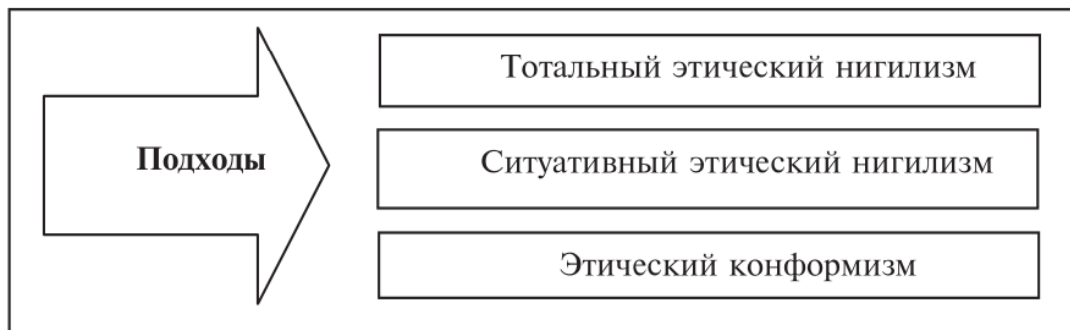 Подходы
Тотальный этический нигилизм
Ситуативный этический нигилизм
Этический конформизм